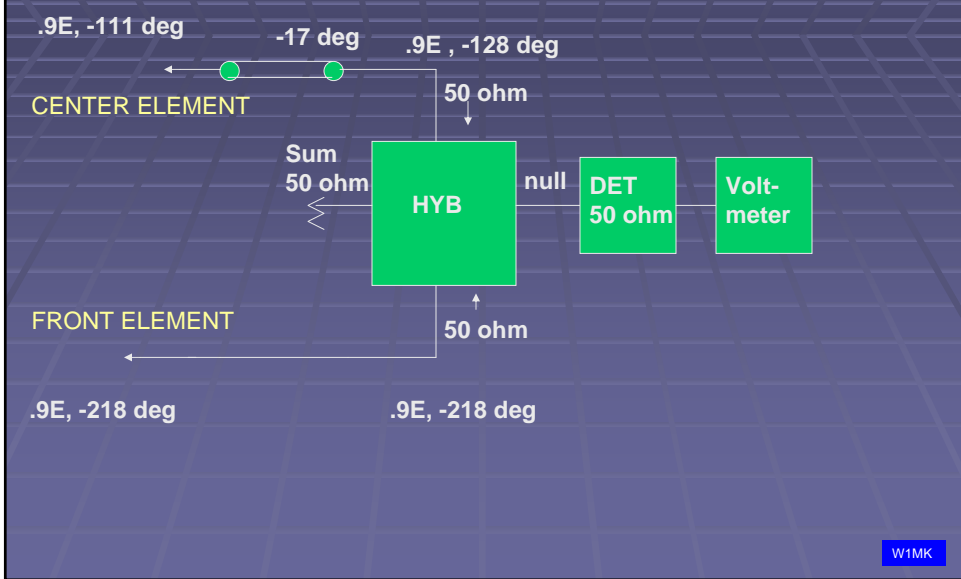 .9E, -111 deg
-17 deg
.9E , -128 deg
CENTER ELEMENT
50 ohm
Sum
50 ohm
HYB
null
DET
50 ohm
Volt-
meter
FRONT ELEMENT
50 ohm
.9E, -218 deg
.9E, -218 deg
W1MK